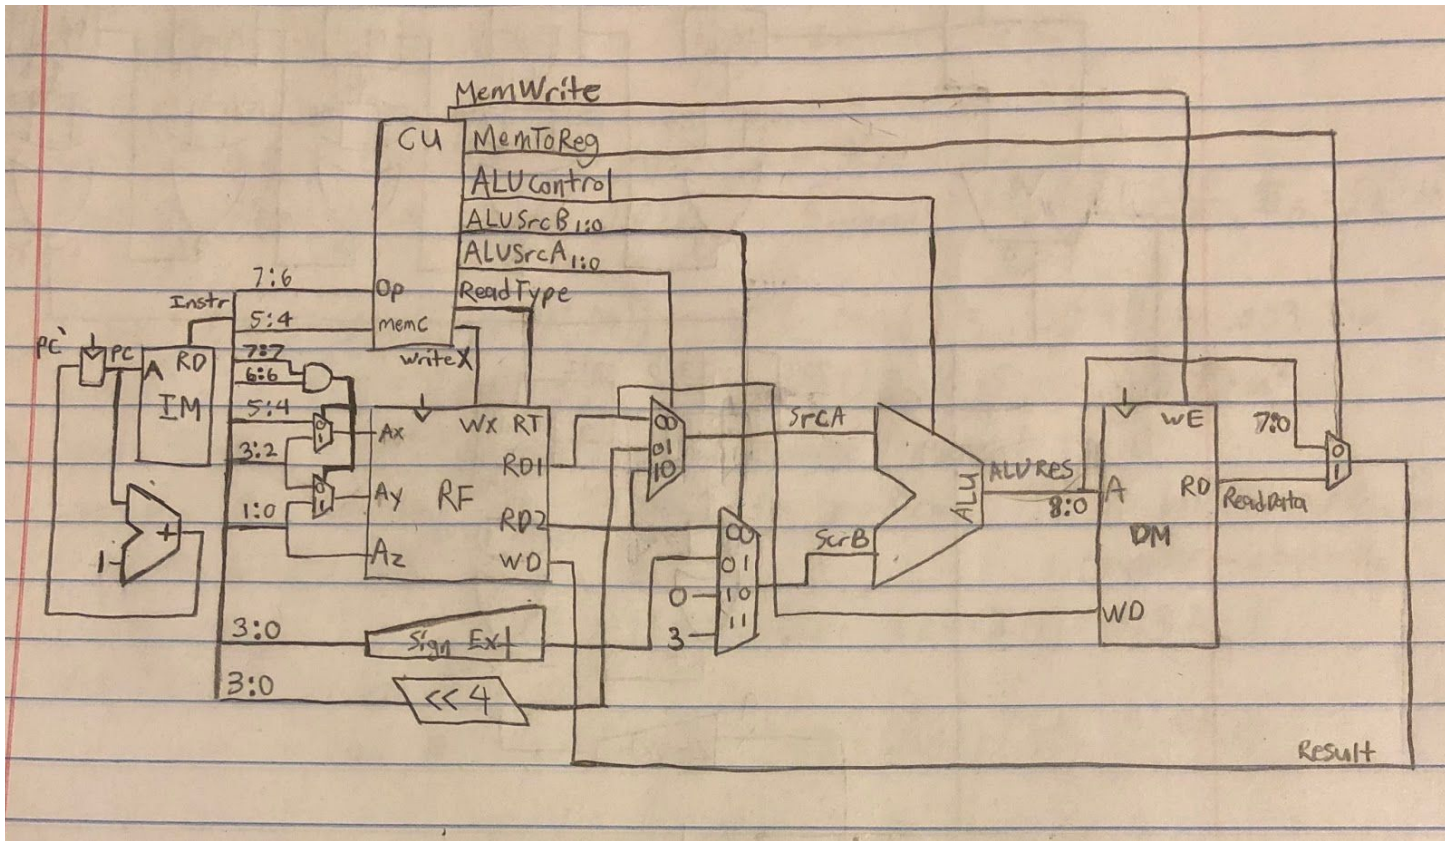 MemWrite
CU
MemToReg
ALUcontrol
ALUSrcB1:0
ALUSrcA1:0
7:6
Op
ReadType
Instr
5:4
memC
PC'
PC
7:7
writeX
A
RD
6:6
IM
5:4
0
1
Ax
WX
RT
3:2
RD1
RF
0
1
Ay
1:0
RD2
+
1
Az
WD
00
01
10
SrcA
00
01
0
10
3
11
ScrB
ALU
ALURes
8:0
WE
7:0
0
1
A
RD
ReadData
DM
WD
3:0
Sign Ext
3:0
<< 4
Result